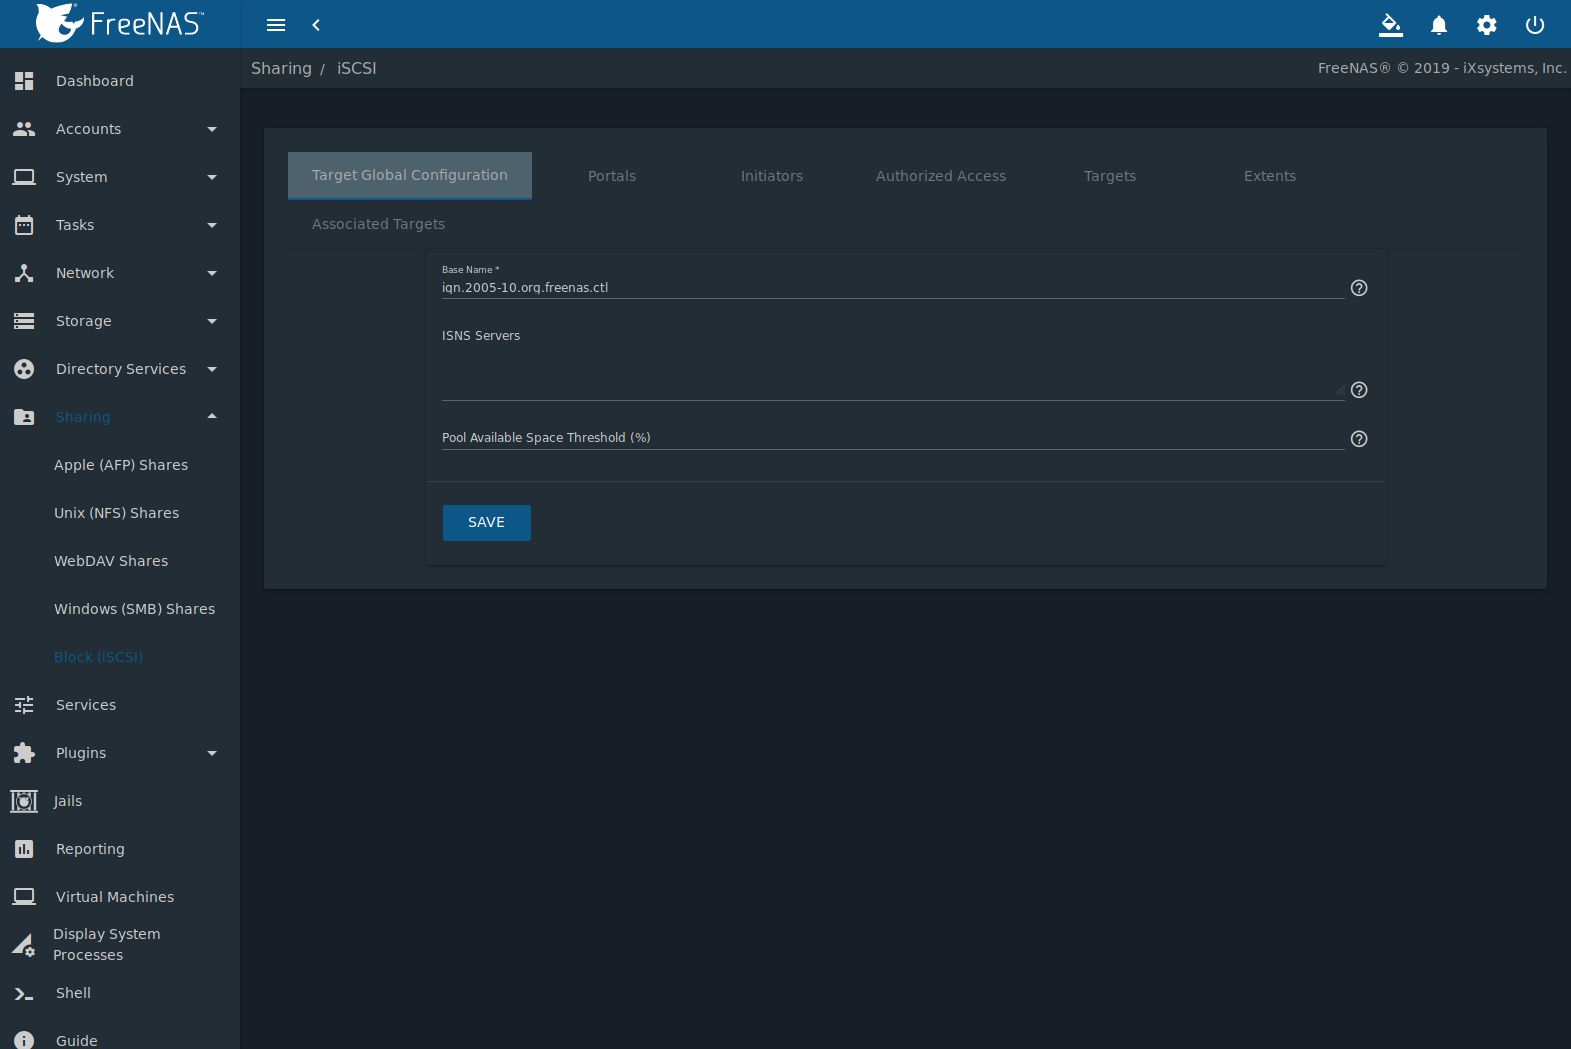 FreeNAS™
Sharing / iSCSI
FreeNAS® © 2019 - iXsystems, Inc.
Dashboard
Accounts
System
Tasks
Network
Storage
Directory Services
Sharing
Apple (AFP) Shares
Unix (NFS) Shares
WebDAV Shares
Windows (SMB) Shares
Block (iSCSI)
Services
Plugins
Jails
Reporting
Virtual Machines
Display System
Processes
Shell
Guide
Target Global Configuration
Portals
Initiators
Authorized Access
Targets
Extents
Associated Targets
Base Name *
iqn.2005-10.org.freenas.ctl
ISNS Servers
Pool Available Space Threshold (%)
SAVE